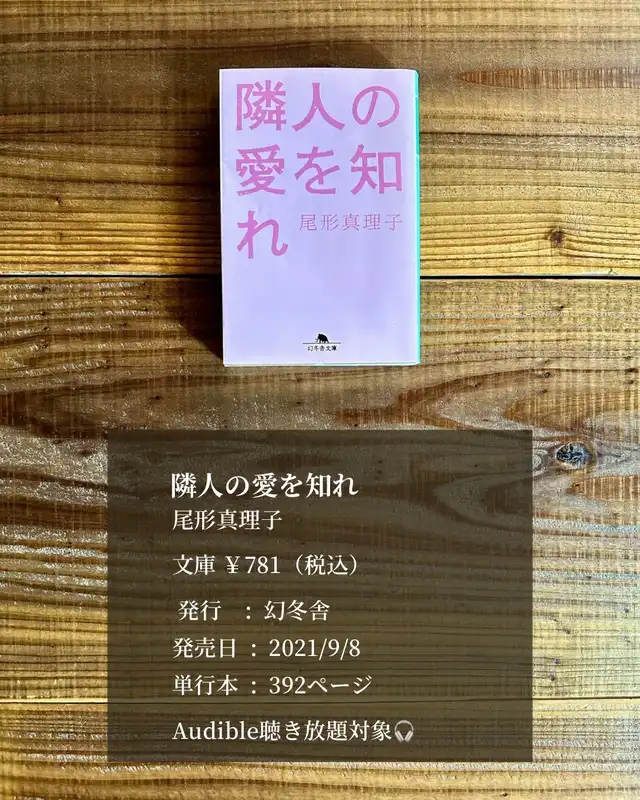 隣人の
愛を知
れ
尾形真理子
幻冬舎文庫
隣人の愛を知れ
尾形真理子
文庫 ¥781（税込）
発行 : 幻冬舎
発売日 : 2021/9/8
単行本 : 392ページ
Audible聴き放題対象🎧